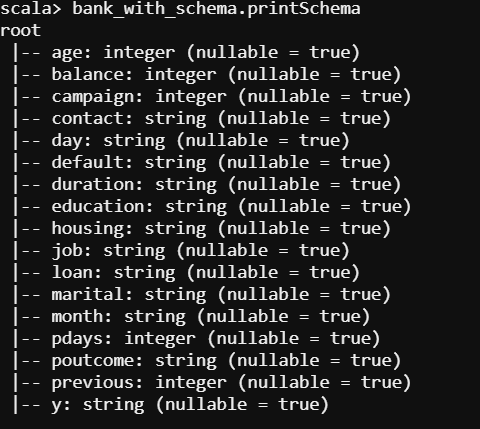 scala> bank_with_schema.printSchema
root
 |-- age: integer (nullable = true)
 |-- balance: integer (nullable = true)
 |-- campaign: integer (nullable = true)
 |-- contact: string (nullable = true)
 |-- day: string (nullable = true)
 |-- default: string (nullable = true)
 |-- duration: string (nullable = true)
 |-- education: string (nullable = true)
 |-- housing: string (nullable = true)
 |-- job: string (nullable = true)
 |-- loan: string (nullable = true)
 |-- marital: string (nullable = true)
 |-- month: string (nullable = true)
 |-- pdays: integer (nullable = true)
 |-- poutcome: string (nullable = true)
 |-- previous: integer (nullable = true)
 |-- y: string (nullable = true)